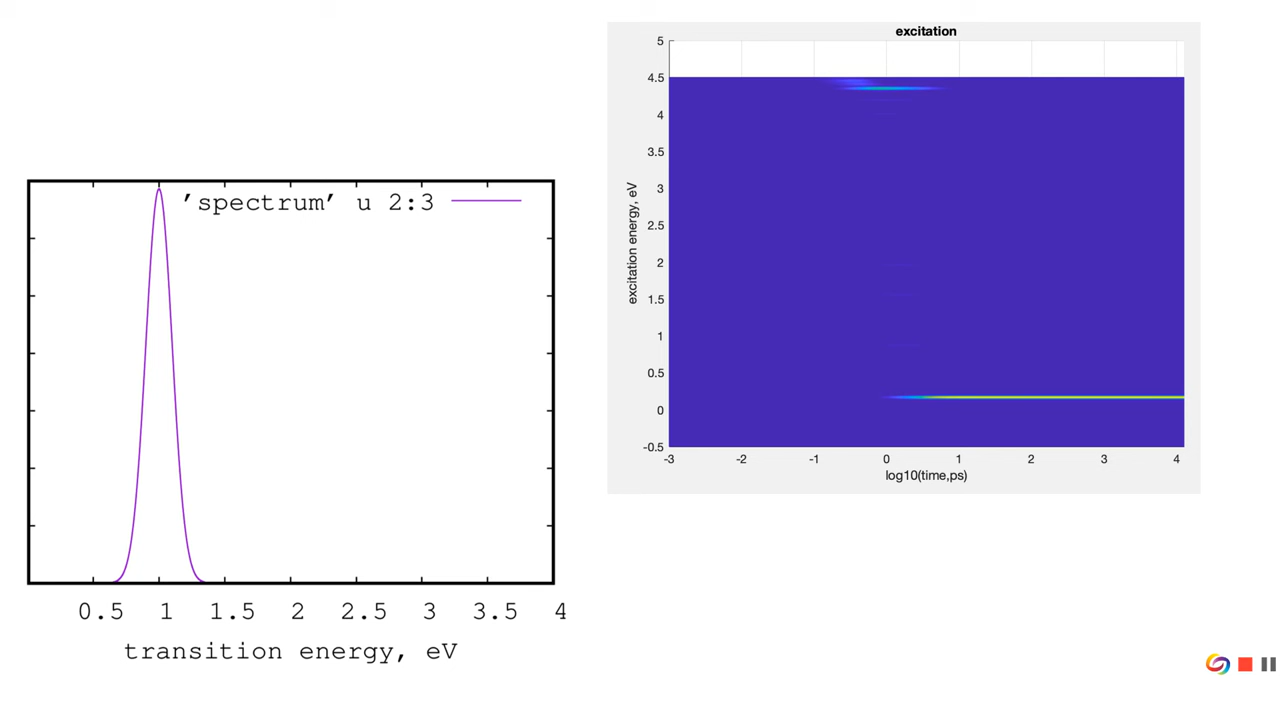 'spectrum' u 2:3
0.5 1 1.5 2 2.5 3 3.5 4
transition energy, eV
excitation
5
4.5
4
3.5
3
2.5
2
1.5
1
0.5
0
-0.5
excitation energy, eV
-3 -2 -1 0 1 2 3 4
log10(time,ps)